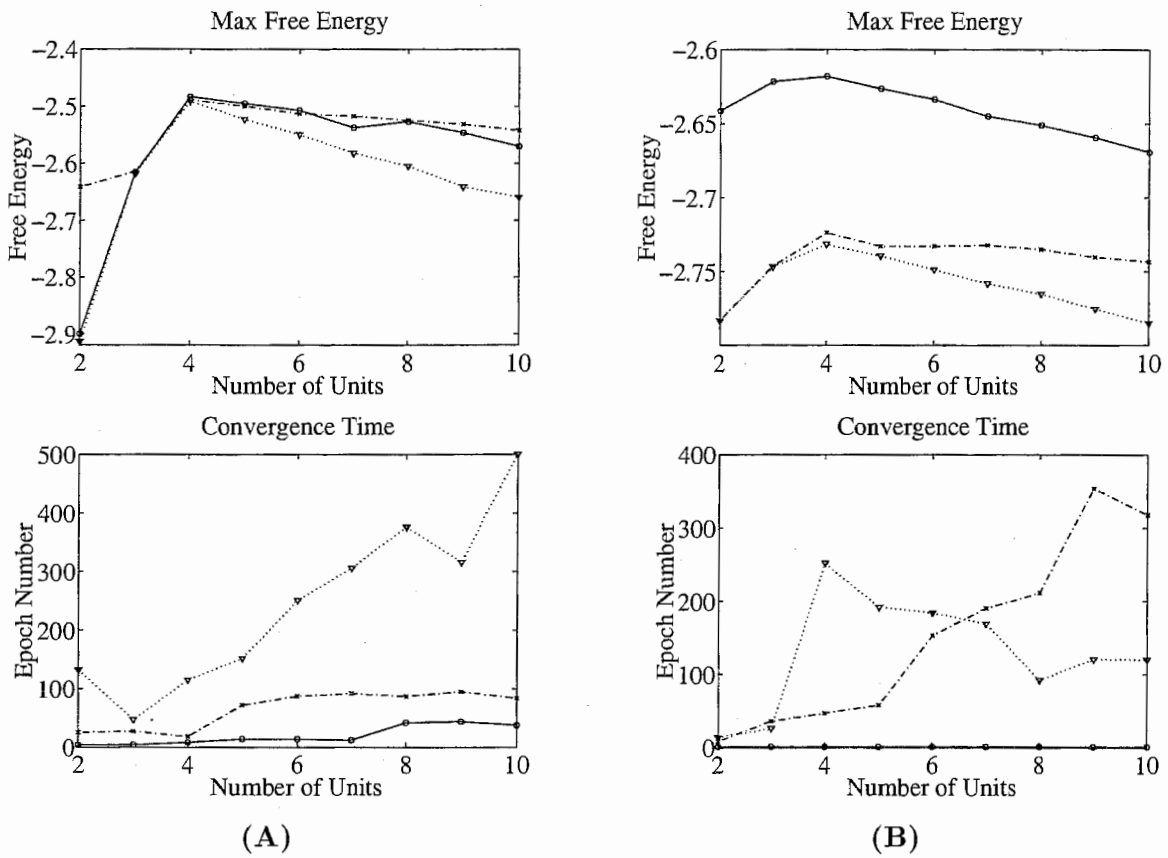 Max Free Energy
Free Energy
−2.4
−2.5
−2.6
−2.7
−2.8
−2.9
2 4 6 8 10
Number of Units
Max Free Energy
Free Energy
−2.6
−2.65
−2.7
−2.75
2 4 6 8 10
Number of Units
Convergence Time
Epoch Number
500
400
300
200
100
0
2 4 6 8 10
Number of Units
(A)
Convergence Time
Epoch Number
400
300
200
100
0
2 4 6 8 10
Number of Units
(B)